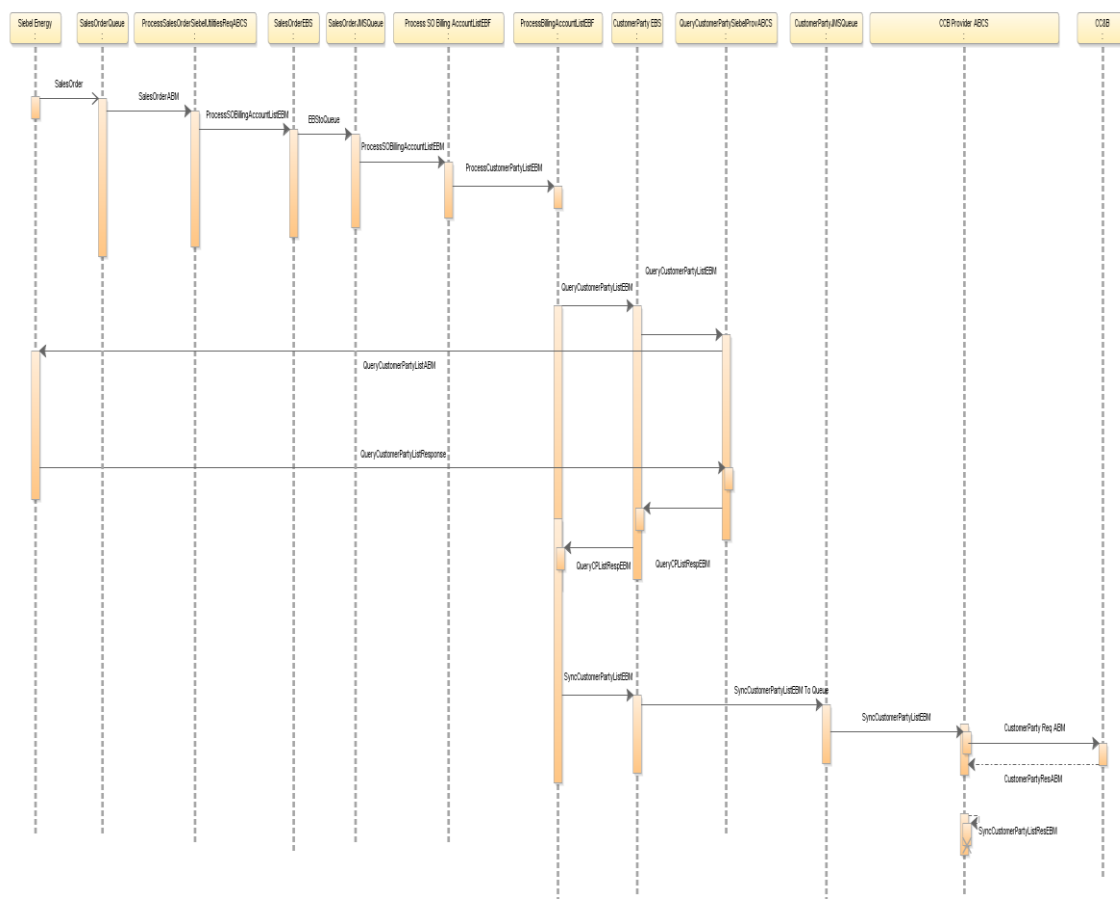 Siebel Energy
SalesOrderQueue
ProcessSalesOrderSiebelUtilitiesReqABCS
SalesOrderEBS
SalesOrderJMSQueue
Process SO Billing AccountListEBF
ProcessBillingAccountListEBF
CustomerParty EBS
QueryCustomerPartySiebelProvABCS
CustomerPartyJMSQueue
CCB Provider ABCS
CC&B
SalesOrder
SalesOrderABM
ProcessSOBillingAccountListEBM
EBStoQueue
ProcessSOBillingAccountListEBM
ProcessCustomerPartyListEBM
QueryCustomerPartyListEBM
QueryCustomerPartyListEBM
QueryCustomerPartyListABM
QueryCustomerPartyListResponse
QueryCPListRespEBM
QueryCPListRespEBM
SyncCustomerPartyListEBM
SyncCustomerPartyListEBM To Queue
SyncCustomerPartyListEBM
CustomerParty Req ABM
CustomerPartyResABM
SyncCustomerPartyListResEBM